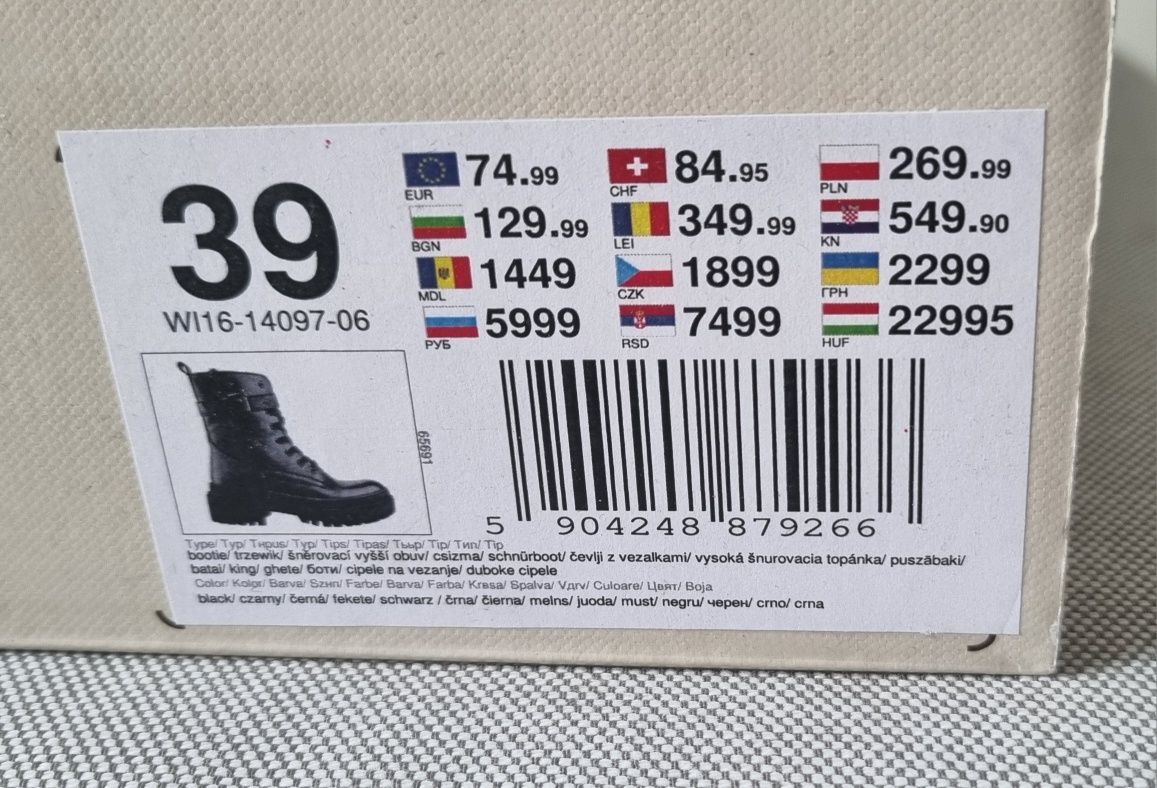 39
WI16-14097-06
EUR 74.99 CHF 84.95 PLN 269.99
BGN 129.99 LEI 349.99 KN 549.90
MDL 1449 CZK 1899 ГРН 2299
РУБ 5999 RSD 7499 HUF 22995
65691
5 904248 879266
Type/ Typ/ Típus/ Typ/ Tips/ Tipas/ Тьыр/ Tip/ Тип/ Tip
bootie/ trzewik/ šněrovací vyšší obuv/ csizma/ schnürboot/ čevlji z vezalkami/ vysoká šnurovacia topánka/ puszābaki/
batai/ king/ ghete/ боти/ cipele na vezanje/ duboke cipele
Color/ Kolor/ Barva/ Szín/ Farbe/ Barva/ Farba/ Krasa/ Spalva/ Värv/ Culoare/ Цвят/ Boja
black/ czarny/ černá/ fekete/ schwarz / črna/ čierna/ melns/ juoda/ must/ negru/ черен/ crno/ crna